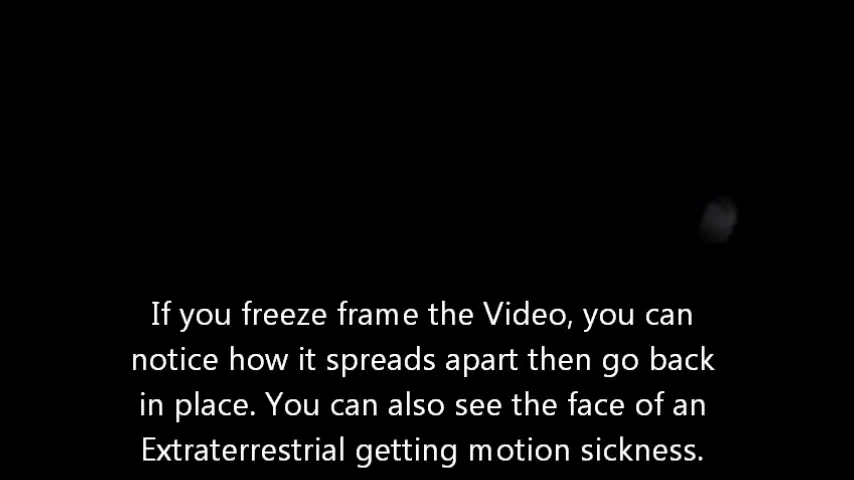 If you freeze frame the Video, you can
notice how it spreads apart then go back
in place. You can also see the face of an
Extraterrestrial getting motion sickness.